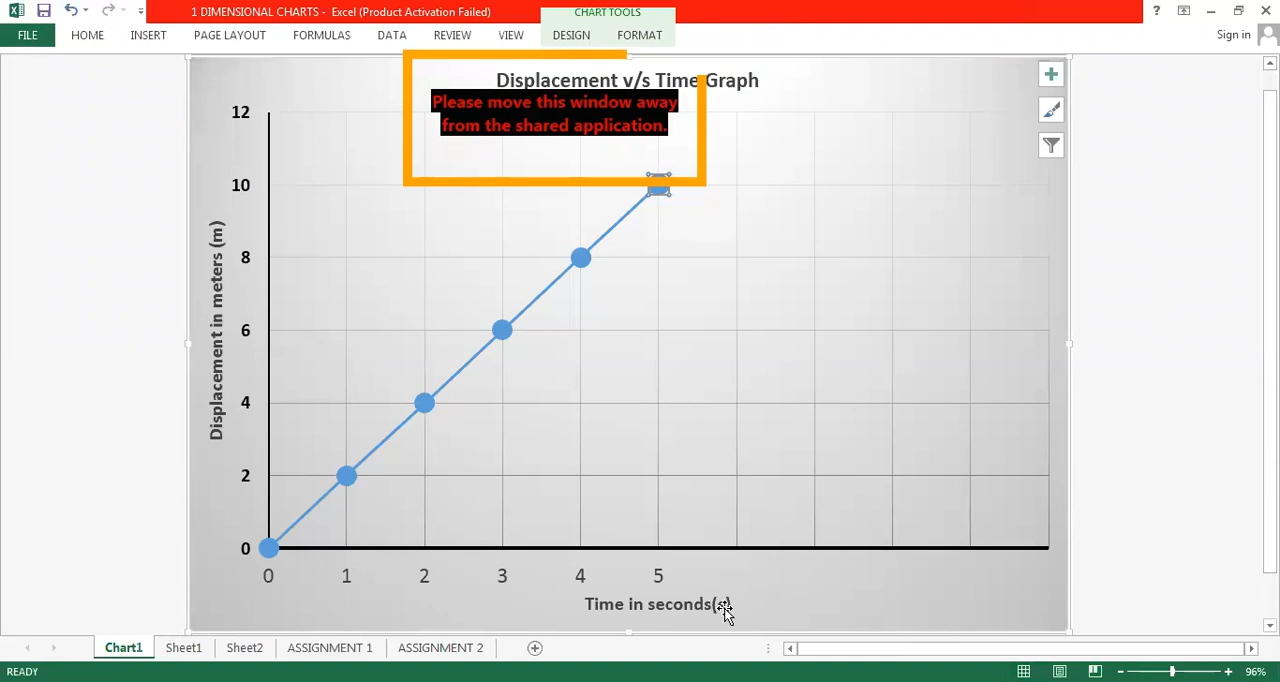 1 DIMENSIONAL CHARTS - Excel (Product Activation Failed)
CHART TOOLS
?
FILE
HOME
INSERT
PAGE LAYOUT
FORMULAS
DATA
REVIEW
VIEW
DESIGN
FORMAT
Sign in
Displacement v/s Time Graph
Please move this window away
from the shared application.
12
10
8
6
4
2
0
Displacement in meters (m)
0 1 2 3 4 5
Time in seconds(s)
Chart1
Sheet1
Sheet2
ASSIGNMENT 1
ASSIGNMENT 2
READY
96%